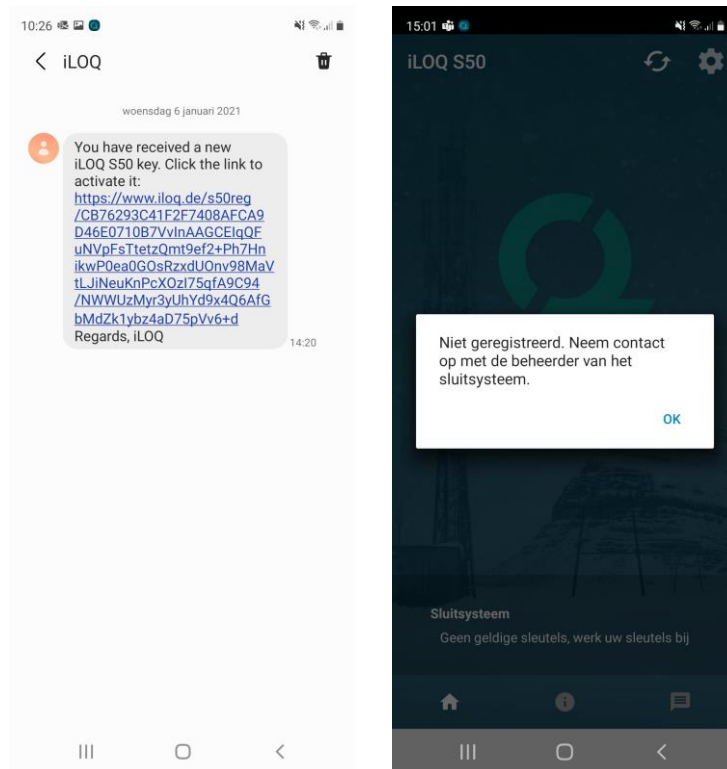 10:26
iLOQ
woensdag 6 januari 2021
You have received a new
iLOQ S50 key. Click the link to
activate it:
https://www.iloq.de/s50reg
/CB76293C41F2F7408AFCA9
D46E0710B7VvInAAGCEIqQF
uNVpFsTtetzQmt9ef2+Ph7Hn
ikwP0ea0GOsRzxdUOnv98MaV
tLJiNeuKnPcXOzI75qfA9C94
/NWWUzMyr3yUhYd9x4Q6AfG
bMdZk1ybz4aD75pVv6+d
Regards, iLOQ
14:20
15:01
iLOQ S50
Niet geregistreerd. Neem contact
op met de beheerder van het
sluitsysteem.
OK
Sluitsysteem
Geen geldige sleutels, werk uw sleutels bij